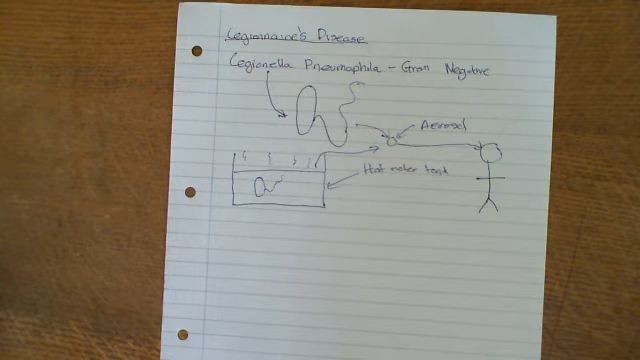 Legionnaire's Disease
Legionella Pneumophila - Gram Negative
Aerosol
Hot water tank